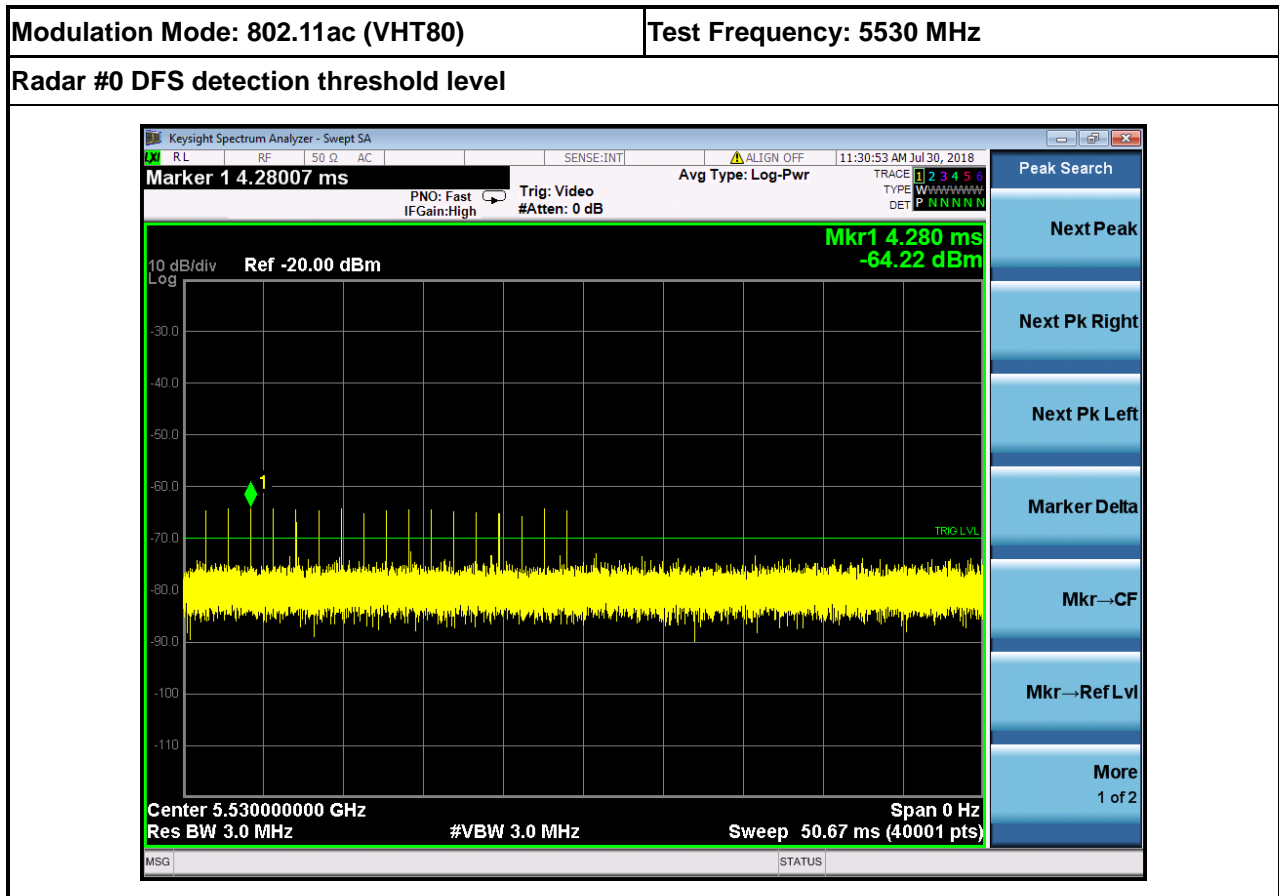 Modulation Mode: 802.11ac (VHT80)
Test Frequency: 5530 MHz
Radar #0 DFS detection threshold level
Keysight Spectrum Analyzer - Swept SA
LXI RL RF 50 Ω AC SENSE:INT ALIGN OFF 11:30:53 AM Jul 30, 2018
Marker 1 4.28007 ms
PNO: Fast
IFGain:High
Trig: Video
#Atten: 0 dB
Avg Type: Log-Pwr
TRACE 1 2 3 4 5 6
TYPE WWWWWW
DET P N N N N N
Mkr1 4.280 ms
-64.22 dBm
10 dB/div Ref -20.00 dBm
Log
-30.0
-40.0
-50.0
1
-60.0
TRIG LVL
-70.0
-80.0
-90.0
-100
-110
Center 5.530000000 GHz
Span 0 Hz
Res BW 3.0 MHz
#VBW 3.0 MHz
Sweep 50.67 ms (40001 pts)
MSG
STATUS
Peak Search
Next Peak
Next Pk Right
Next Pk Left
Marker Delta
Mkr→CF
Mkr→Ref Lvl
More
1 of 2